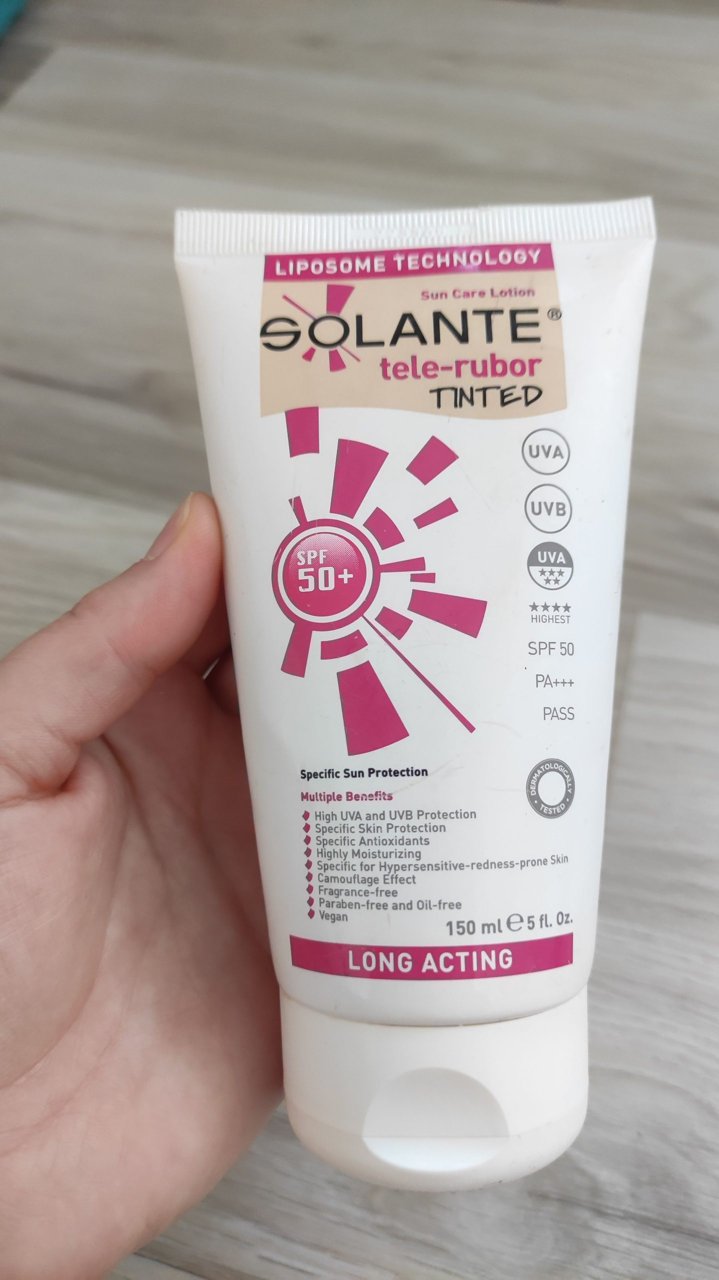 LIPOSOME TECHNOLOGY
Sun Care Lotion
SOLANTE®
tele-rubor
TINTED
UVA
UVB
UVA
HIGHEST
SPF 50
PA+++
PASS
SPF
50+
DERMATOLOGICALLY
• TESTED •
Specific Sun Protection
Multiple Benefits
High UVA and UVB Protection
Specific Skin Protection
Specific Antioxidants
Highly Moisturizing
Specific for Hypersensitive-redness-prone Skin
Camouflage Effect
Fragrance-free
Paraben-free and Oil-free
Vegan
150 ml ℮ 5 fl. Oz.
LONG ACTING